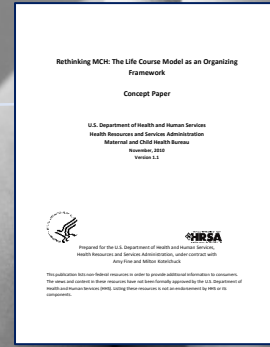 Rethinking MCH: The Life Course Model as an Organizing
Framework
Concept Paper
U.S. Department of Health and Human Services
Health Resources and Services Administration
Maternal and Child Health Bureau
November, 2010
Version 1.1
HRSA
Prepared for the U.S. Department of Health and Human Services,
Health Resources and Services Administration, under contract with
Amy Fine and Milton Kotelchuck
This publication lists non-federal resources in order to provide additional information to consumers.
The views and content in these resources have not been formally approved by the U.S. Department of
Health and Human Services (HHS). Listing these resources is not an endorsement by HHS or its
components.